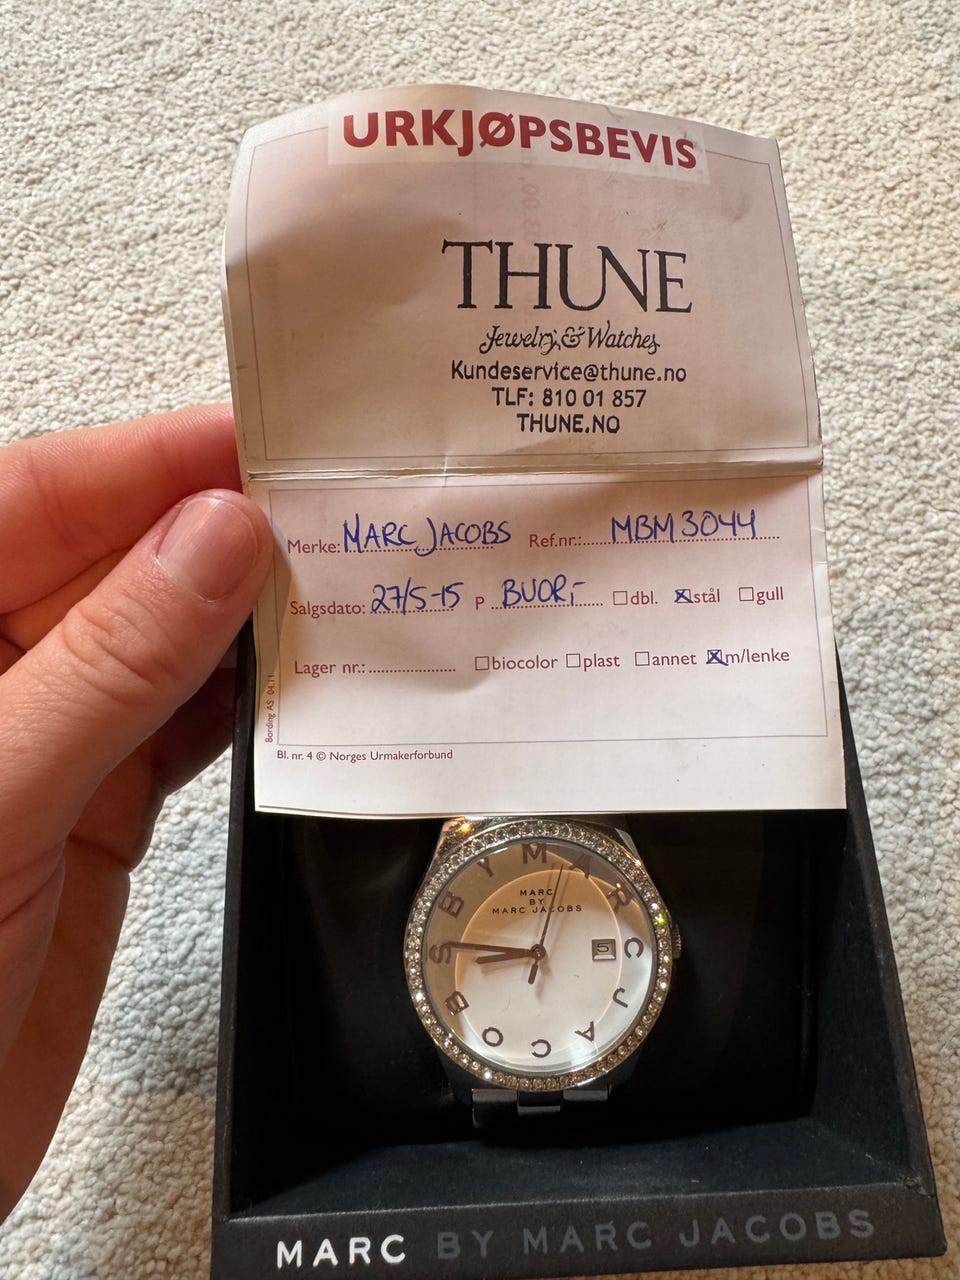 URKJØPSBEVIS
THUNE
Jewelry & Watches
Kundeservice@thune.no
TLF: 810 01 857
THUNE.NO
Merke: MARC JACOBS Ref.nr.: MBM3044
Salgsdato: 27/5-15 P ☐dbl. ☒stål ☐gull
Lager nr.: ☐biocolor ☐plast ☐annet ☒m/lenke
Bording AS 04.11
Bl. nr. 4 © Norges Urmakerforbund
MARC BY MARC JACOBS
MARC
BY
MARC JACOBS
MARC BY MARC JACOBS